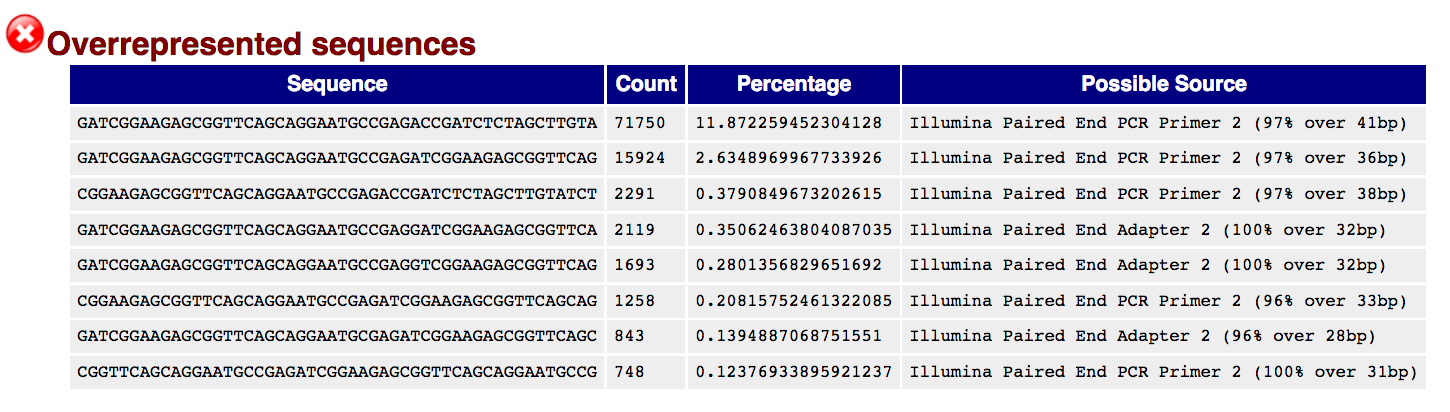 Overrepresented sequences
Sequence Count Percentage Possible Source
GATCGGAAGAGCGGTTCAGCAGGAATGCCGAGACCGATCTCTAGCTTGTA 71750 11.872259452304128 Illumina Paired End PCR Primer 2 (97% over 41bp)
GATCGGAAGAGCGGTTCAGCAGGAATGCCGAGATCGGAAGAGCGGTTCAG 15924 2.6348969967733926 Illumina Paired End PCR Primer 2 (97% over 36bp)
CGGAAGAGCGGTTCAGCAGGAATGCCGAGACCGATCTCTAGCTTGTATCT 2291 0.3790849673202615 Illumina Paired End PCR Primer 2 (97% over 38bp)
GATCGGAAGAGCGGTTCAGCAGGAATGCCGAGGATCGGAAGAGCGGTTCA 2119 0.35062463804087035 Illumina Paired End Adapter 2 (100% over 32bp)
GATCGGAAGAGCGGTTCAGCAGGAATGCCGAGGTCGGAAGAGCGGTTCAG 1693 0.2801356829651692 Illumina Paired End Adapter 2 (100% over 32bp)
CGGAAGAGCGGTTCAGCAGGAATGCCGAGATCGGAAGAGCGGTTCAGCAG 1258 0.20815752461322085 Illumina Paired End PCR Primer 2 (96% over 33bp)
GATCGGAAGAGCGGTTCAGCAGGAATGCGAGATCGGAAGAGCGGTTCAGC 843 0.1394887068751551 Illumina Paired End Adapter 2 (96% over 28bp)
CGGTTCAGCAGGAATGCCGAGATCGGAAGAGCGGTTCAGCAGGAATGCCG 748 0.12376933895921237 Illumina Paired End PCR Primer 2 (100% over 31bp)